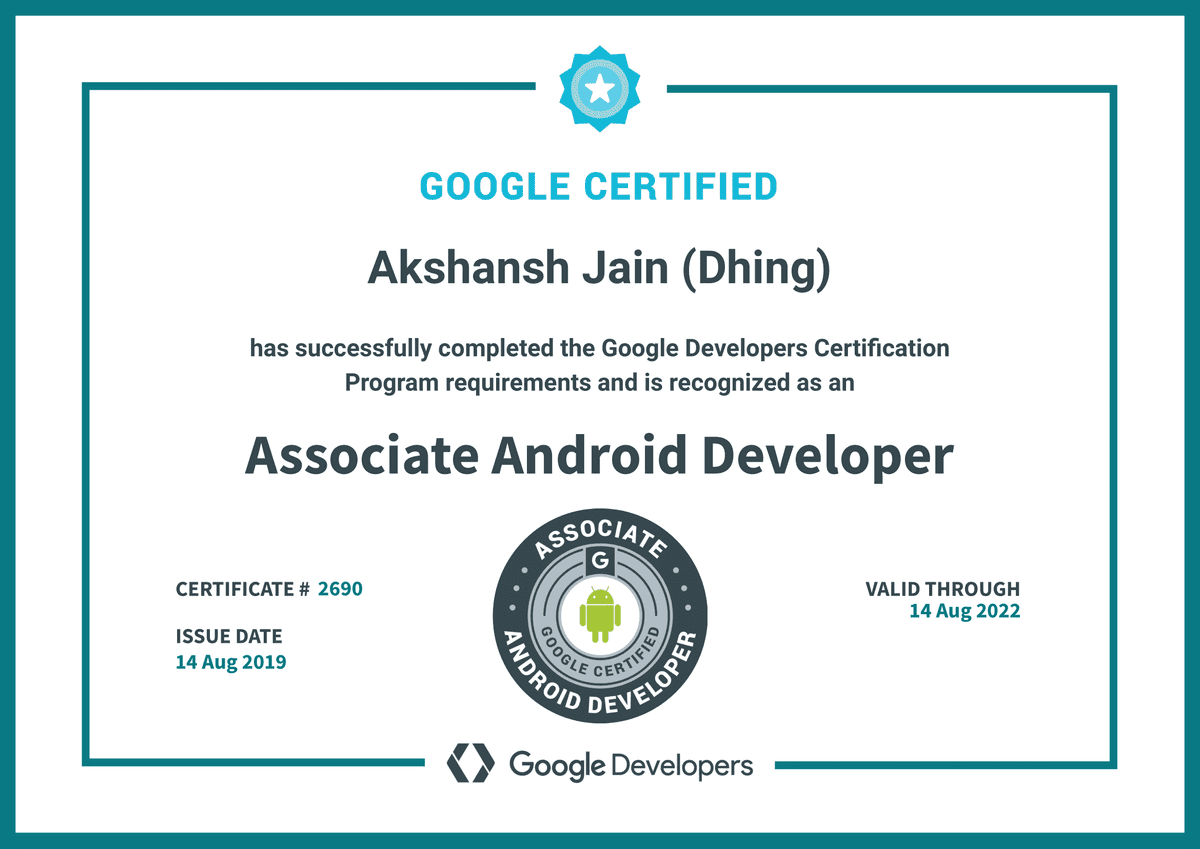 GOOGLE CERTIFIED
Akshansh Jain (Dhing)
has successfully completed the Google Developers Certification
Program requirements and is recognized as an
Associate Android Developer
CERTIFICATE # 2690
ISSUE DATE
14 Aug 2019
ASSOCIATE
G
GOOGLE CERTIFIED
ANDROID DEVELOPER
VALID THROUGH
14 Aug 2022
Google Developers